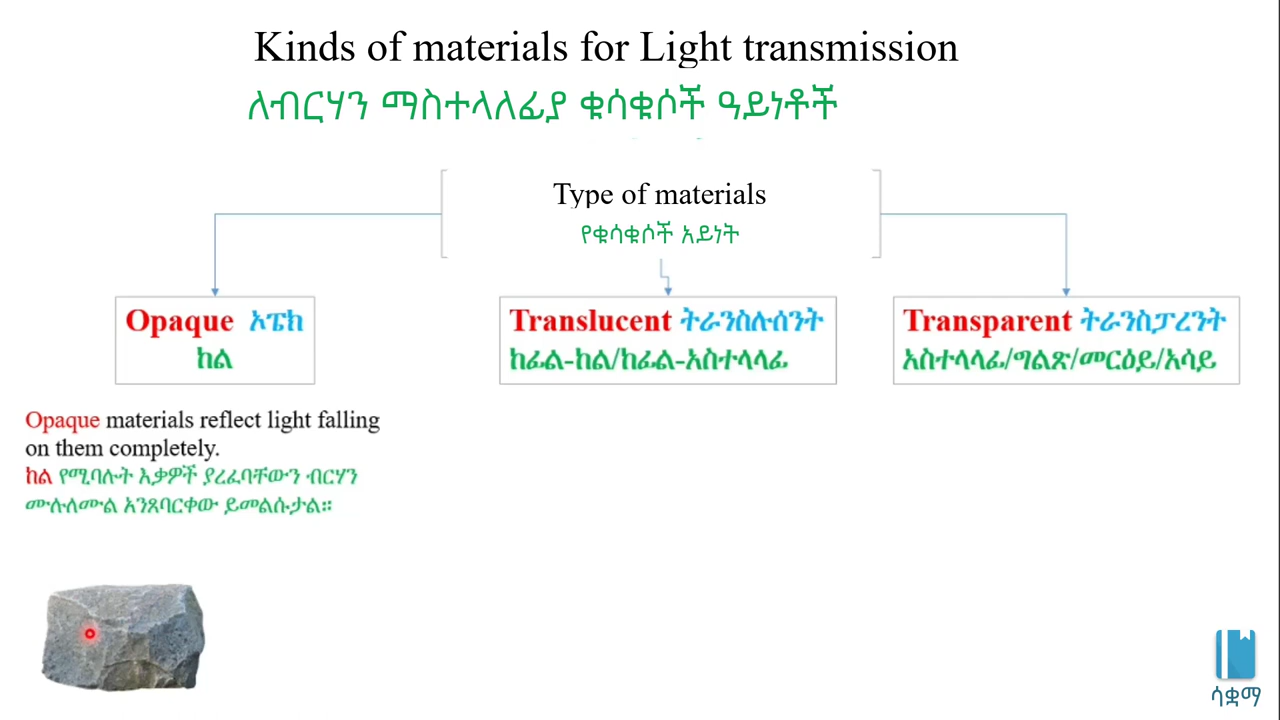 Kinds of materials for Light transmission
ለብርሃን ማስተላለፊያ ቁሳቁሶች ዓይነቶች
Type of materials
የቁሳቁሶች አይነት
Opaque ኦፔክ
ከል
Translucent ትራንስሉሰንት
ከፊል-ከል/ከፊል-አስተላላፊ
Transparent ትራንስፓረንት
አስተላላፊ/ግልጽ/መርዕይ/አሳይ
Opaque materials reflect light falling
on them completely.
ከል የሚባሉት እቃዎች ያረፈባቸውን ብርሃን
ሙሉለሙል አንጸባርቀው ይመልሱታል።
ሳቋማ